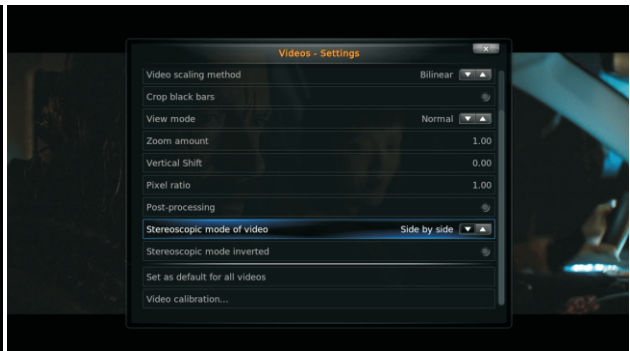 Videos - Settings
Video scaling method Bilinear
Crop black bars
View mode Normal
Zoom amount 1.00
Vertical Shift 0.00
Pixel ratio 1.00
Post-processing
Stereoscopic mode of video Side by side
Stereoscopic mode inverted
Set as default for all videos
Video calibration...